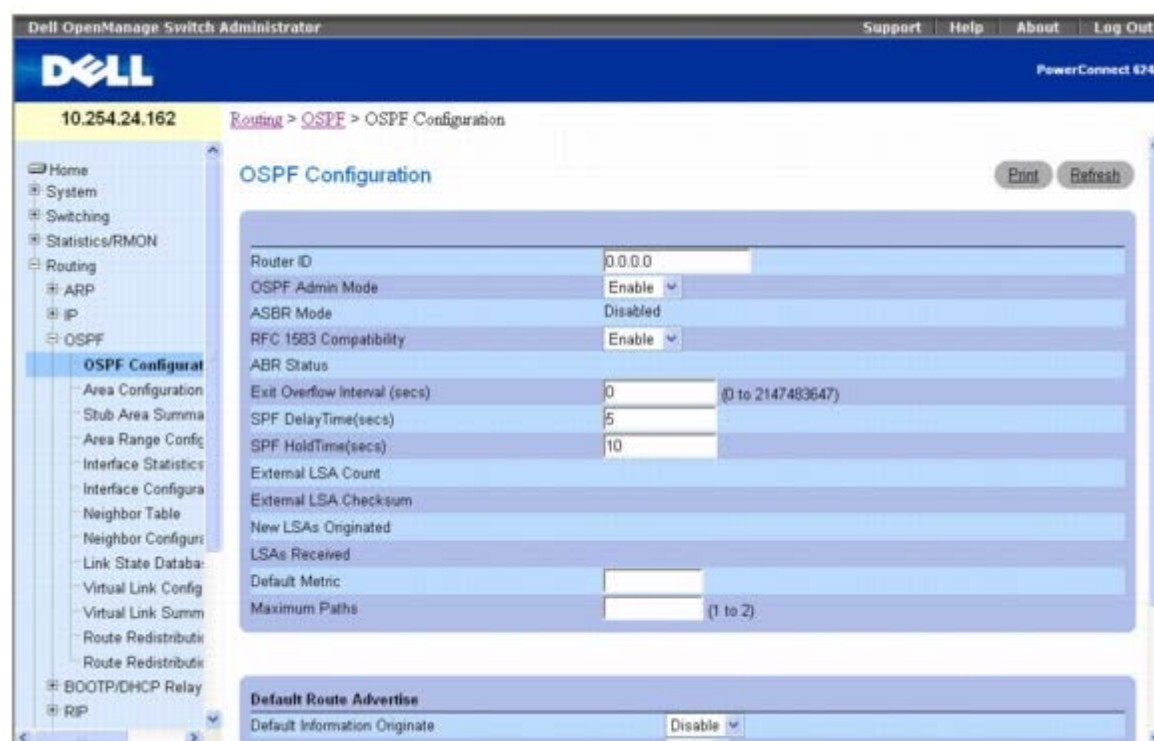 Dell OpenManage Switch Administrator Support Help About Log Out
DELL
PowerConnect 624
10.254.24.162
Routing > OSPF > OSPF Configuration
Home
System
Switching
Statistics/RMON
Routing
ARP
IP
OSPF
OSPF Configurat
Area Configuration
Stub Area Summa
Area Range Config
Interface Statistics
Interface Configura
Neighbor Table
Neighbor Configura
Link State Databa
Virtual Link Config
Virtual Link Summ
Route Redistributi
Route Redistributi
BOOTP/DHCP Relay
RIP
OSPF Configuration
Print Refresh
Router ID 0.0.0.0
OSPF Admin Mode Enable
ASBR Mode Disabled
RFC 1583 Compatibility Enable
ABR Status
Exit Overflow Interval (secs) 0 (0 to 2147483647)
SPF DelayTime(secs) 5
SPF HoldTime(secs) 10
External LSA Count
External LSA Checksum
New LSAs Originated
LSAs Received
Default Metric
Maximum Paths (1 to 2)
Default Route Advertise
Default Information Originate Disable